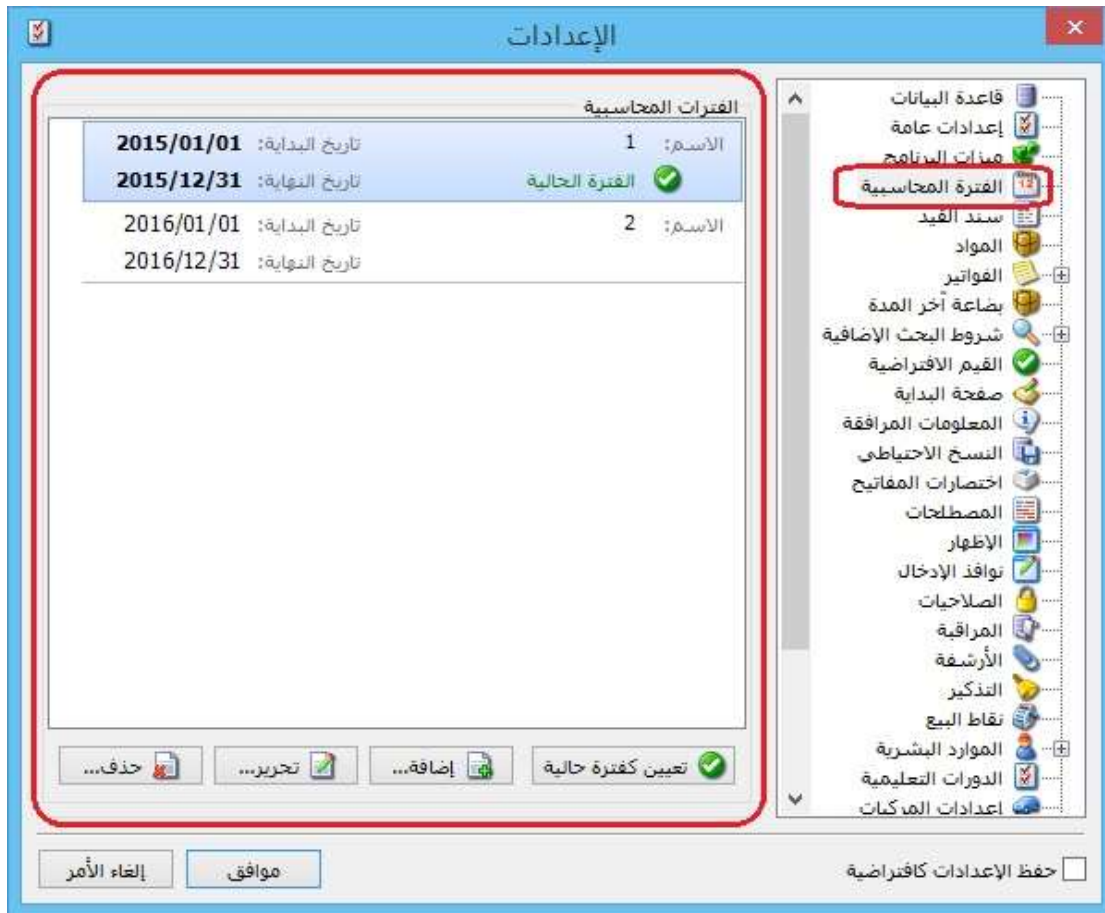 الإعدادات
قاعدة البيانات
إعدادات عامة
ميزات البرنامج
الفترة المحاسبية
12
سند القيد
المواد
الفواتير
بضاعة آخر المدة
شروط البحث الإضافية
القيم الافتراضية
صفحة البداية
المعلومات المرافقة
النسخ الاحتياطي
اختصارات المفاتيح
المصطلحات
الإظهار
نوافذ الإدخال
الصلاحيات
المراقبة
الأرشفة
التذكير
نقاط البيع
الموارد البشرية
الدورات التعليمية
إعدادات المركبات
الفترات المحاسبية
الاسم: 1 تاريخ البداية: 2015/01/01
الفترة الحالية تاريخ النهاية: 2015/12/31
الاسم: 2 تاريخ البداية: 2016/01/01
تاريخ النهاية: 2016/12/31
تعيين كفترة حالية إضافة... تحرير... حذف...
حفظ الإعدادات كافتراضية موافق إلغاء الأمر